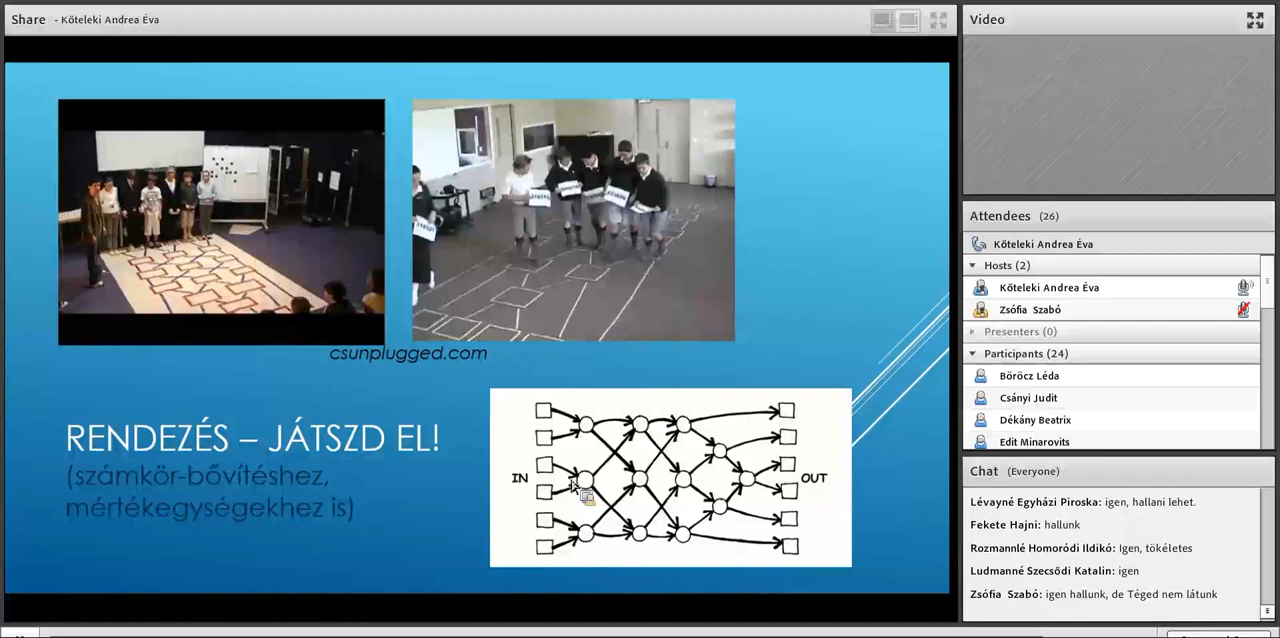 Share - Kőteleki Andrea Éva
csunplugged.com
RENDEZÉS – JÁTSZD EL!
(számkör-bővítéshez,
mértékegységekhez is)
IN
OUT
Video
Attendees (26)
Kőteleki Andrea Éva
Hosts (2)
Kőteleki Andrea Éva
Zsófia Szabó
Presenters (0)
Participants (24)
Böröcz Léda
Csányi Judit
Dékány Beatrix
Edit Minarovits
Chat (Everyone)
Lévayné Egyházi Piroska: igen, hallani lehet.
Fekete Hajni: hallunk
Rozmannlé Homoródi Ildikó: Igen, tökéletes
Ludmanné Szecsődi Katalin: igen
Zsófia Szabó: igen hallunk, de Téged nem látunk